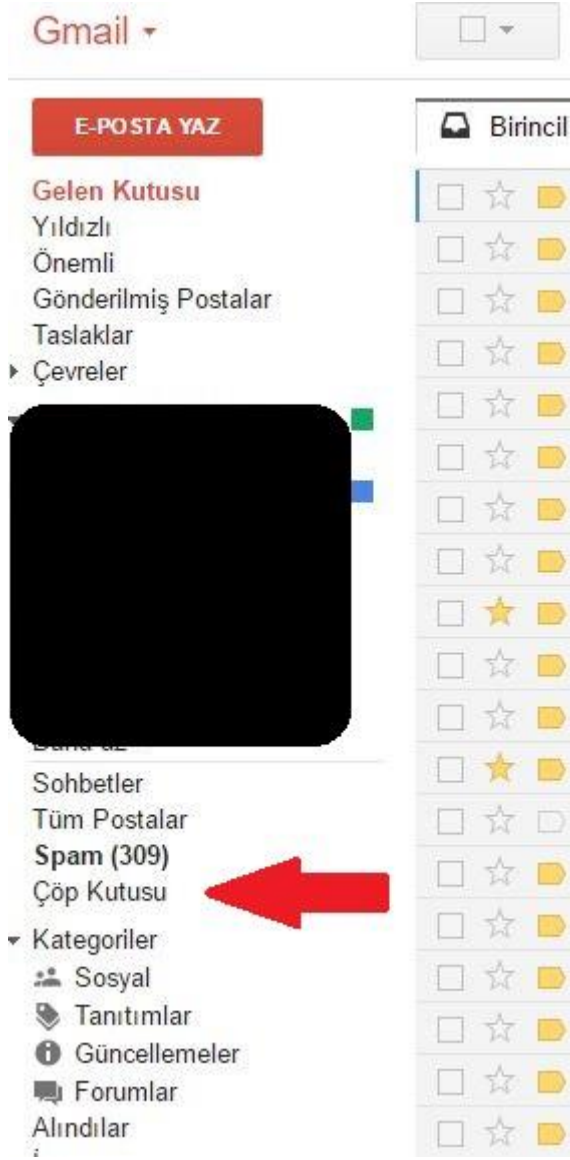 Gmail
E-POSTA YAZ
Birincil
Gelen Kutusu
Yıldızlı
Önemli
Gönderilmiş Postalar
Taslaklar
Çevreler
Sohbetler
Tüm Postalar
Spam (309)
Çöp Kutusu
Kategoriler
Sosyal
Tanıtımlar
Güncellemeler
Forumlar
Alındılar